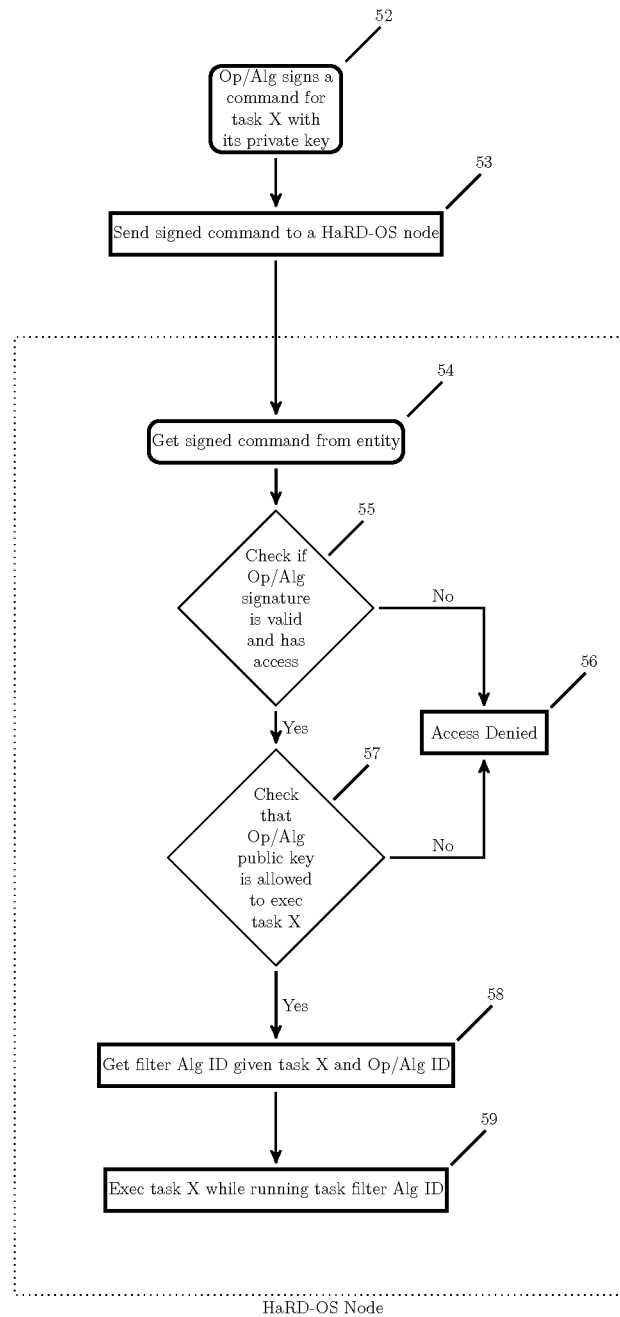 52
Op/Alg signs a
command for
task X with
its private key
53
Send signed command to a HaRD-OS node
54
Get signed command from entity
55
Check if
Op/Alg
signature
is valid
and has
access
No
56
Access Denied
Yes
57
Check
that
Op/Alg
public key
is allowed
to exec
task X
No
Yes
58
Get filter Alg ID given task X and Op/Alg ID
59
Exec task X while running task filter Alg ID
HaRD-OS Node